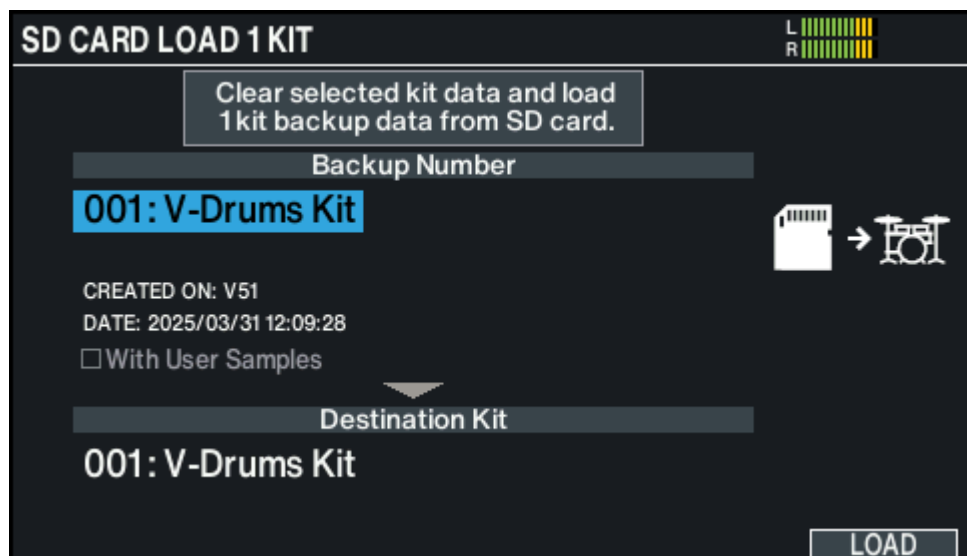 SD CARD LOAD 1 KIT
L
R
Clear selected kit data and load
1kit backup data from SD card.
Backup Number
001: V-Drums Kit
CREATED ON: V51
DATE: 2025/03/31 12:09:28
With User Samples
Destination Kit
001: V-Drums Kit
LOAD